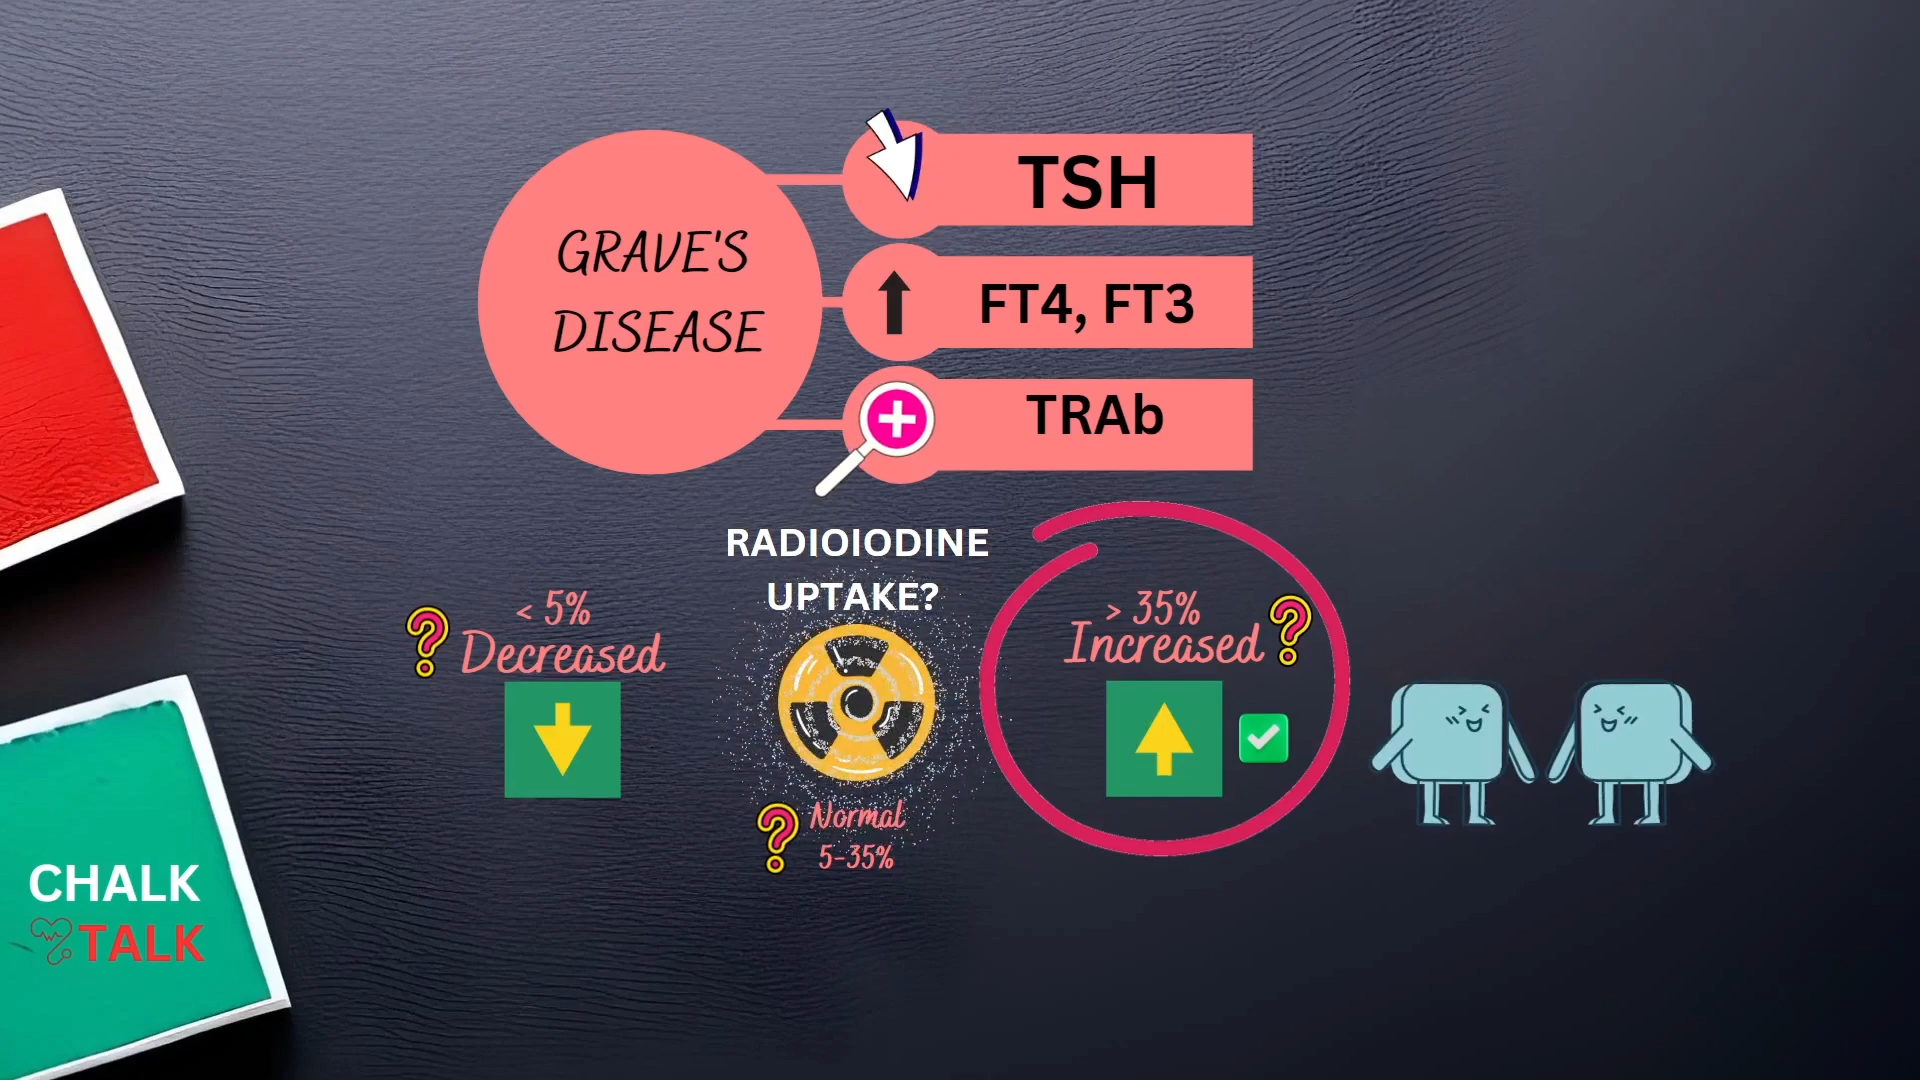 GRAVE'S
DISEASE
TSH
FT4, FT3
TRAb
RADIOIODINE
UPTAKE?
< 5%
Decreased
> 35%
Increased
Normal
5-35%
CHALK
TALK